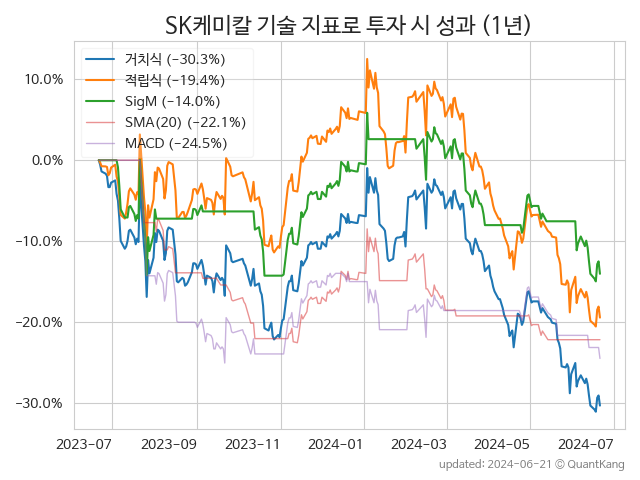 SK케미칼 기술 지표로 투자 시 성과 (1년)
거치식 (−30.3%)
적립식 (−19.4%)
SigM (−14.0%)
SMA(20) (−22.1%)
MACD (−24.5%)
10.0%
0.0%
−10.0%
−20.0%
−30.0%
2023-07 2023-09 2023-11 2024-01 2024-03 2024-05 2024-07
updated: 2024-06-21 © QuantKang